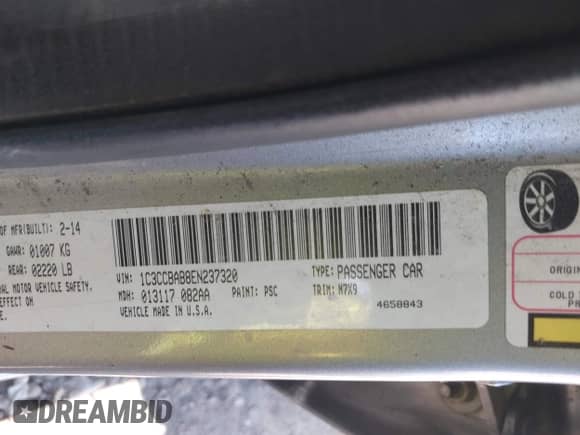 OF MFR(BUILT): 2-14
GAWR: 01007 KG
REAR: 02220 LB
RAL MOTOR VEHICLE SAFETY
EFFECT ON
E.
VIN: 1C3CCBAB8EN237320 TYPE: PASSENGER CAR
MDH: 013117 082AA PAINT: PSC TRIM: M7X9
VEHICLE MADE IN U.S.A. 4658843
ORIGIN
COLD
P
DREAMBID